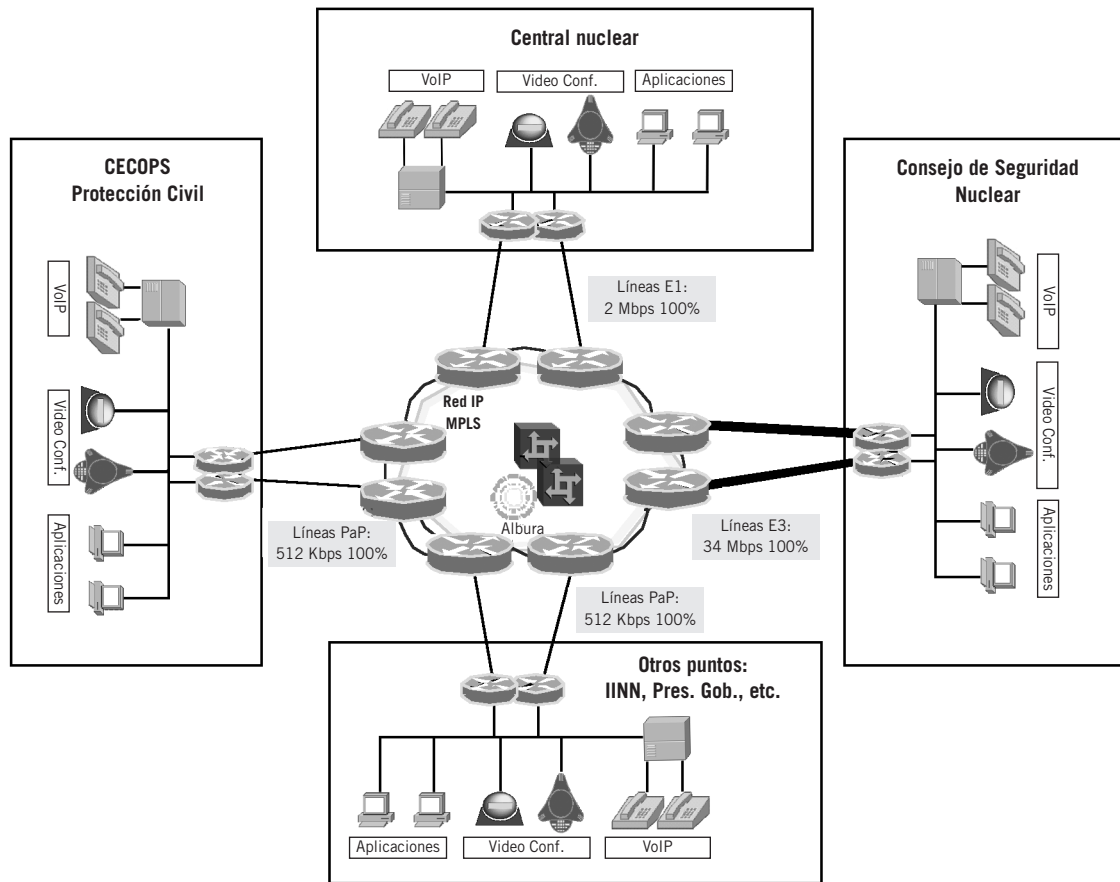 Central nuclear
VoIP
Video Conf.
Aplicaciones
CECOPS
Protección Civil
VoIP
Video Conf.
Aplicaciones
Consejo de Seguridad
Nuclear
VoIP
Video Conf.
Aplicaciones
Líneas E1:
2 Mbps 100%
Red IP
MPLS
Albura
Líneas PaP:
512 Kbps 100%
Líneas E3:
34 Mbps 100%
Líneas PaP:
512 Kbps 100%
Otros puntos:
IINN, Pres. Gob., etc.
Aplicaciones
Video Conf.
VoIP